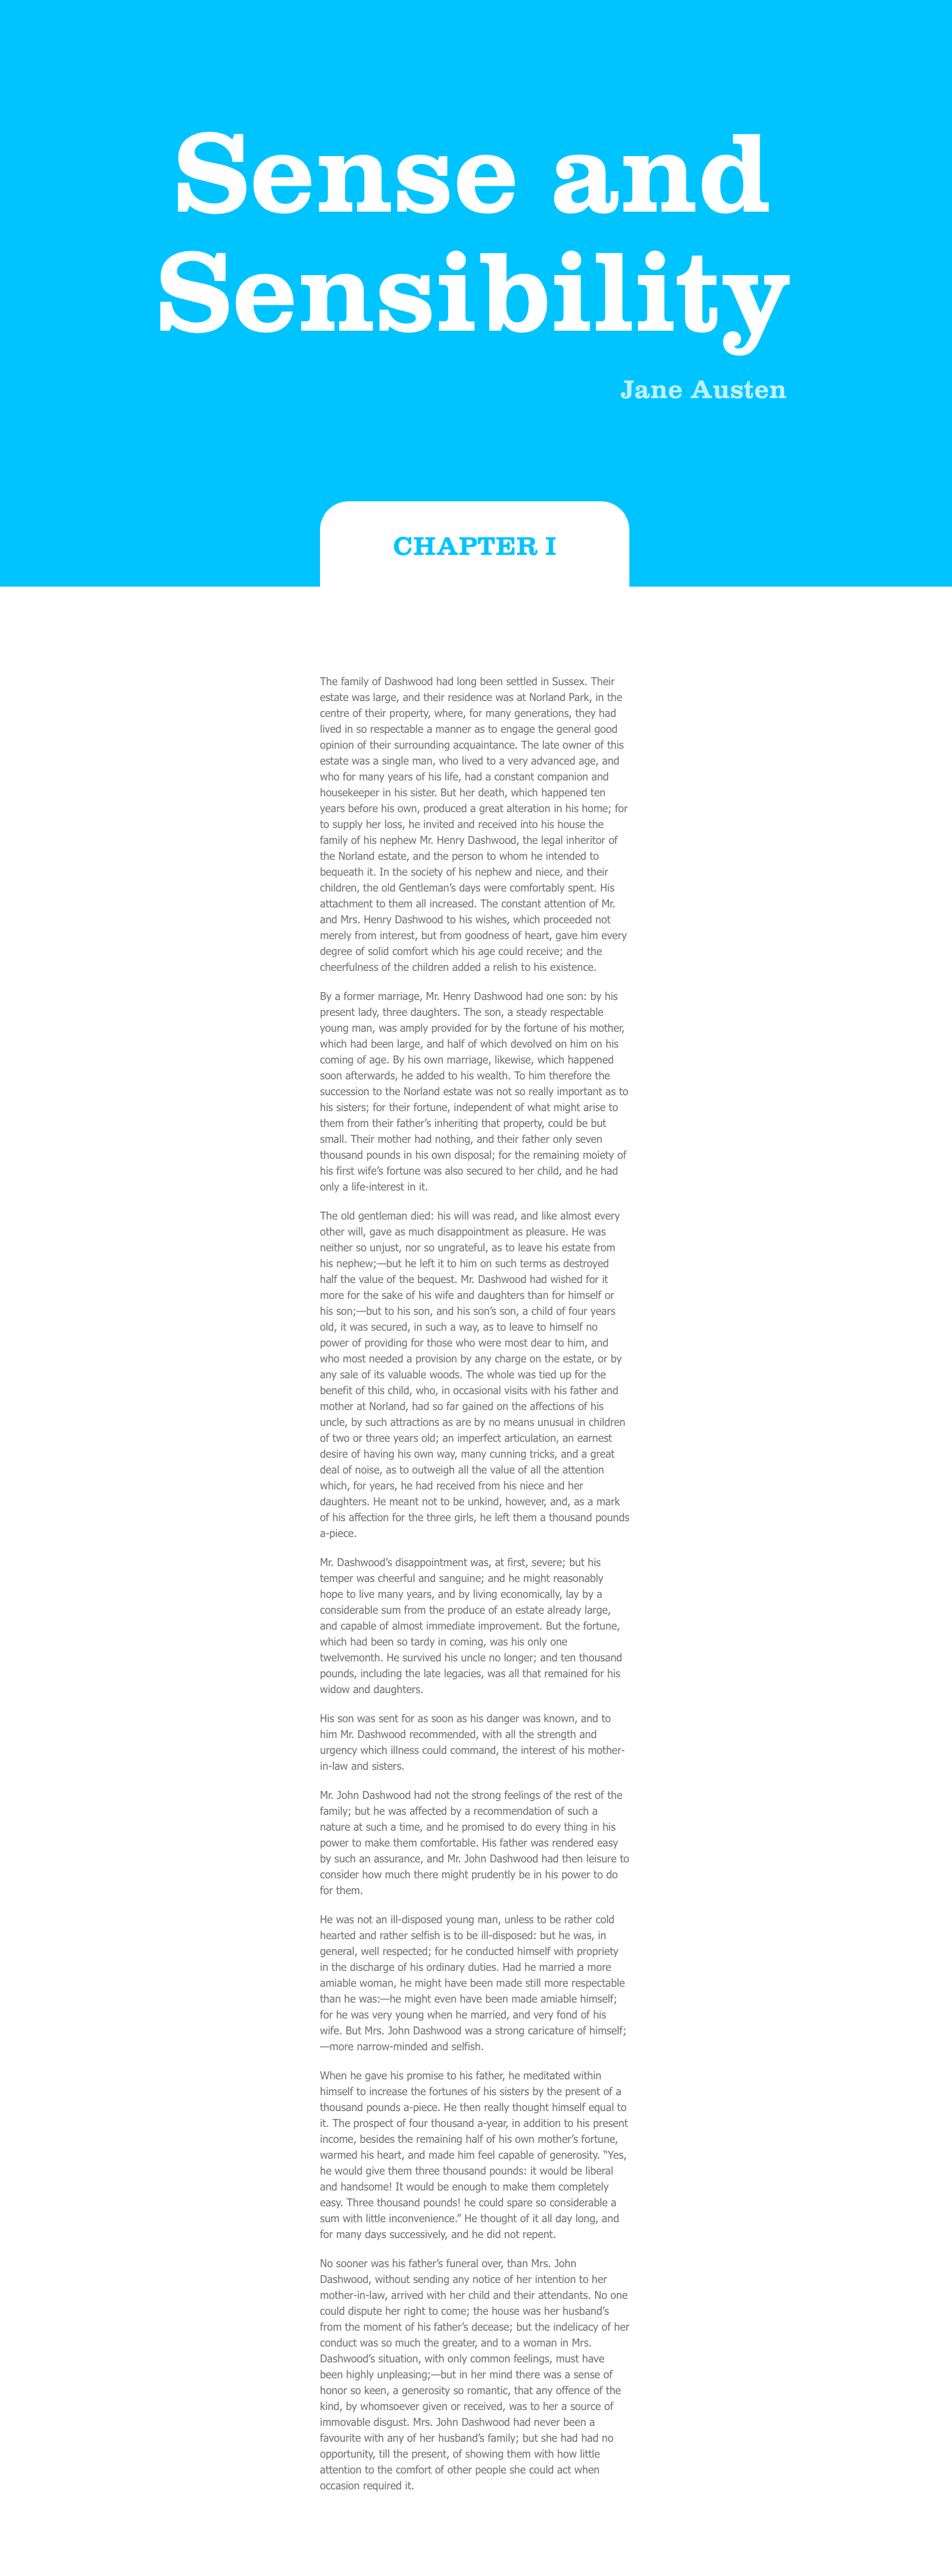 Sense and
Sensibility
Jane Austen
CHAPTER I
The family of Dashwood had long been settled in Sussex. Their
estate was large, and their residence was at Norland Park, in the
centre of their property, where, for many generations, they had
lived in so respectable a manner as to engage the general good
opinion of their surrounding acquaintance. The late owner of this
estate was a single man, who lived to a very advanced age, and
who for many years of his life, had a constant companion and
housekeeper in his sister. But her death, which happened ten
years before his own, produced a great alteration in his home; for
to supply her loss, he invited and received into his house the
family of his nephew Mr. Henry Dashwood, the legal inheritor of
the Norland estate, and the person to whom he intended to
bequeath it. In the society of his nephew and niece, and their
children, the old Gentleman’s days were comfortably spent. His
attachment to them all increased. The constant attention of Mr.
and Mrs. Henry Dashwood to his wishes, which proceeded not
merely from interest, but from goodness of heart, gave him every
degree of solid comfort which his age could receive; and the
cheerfulness of the children added a relish to his existence.
By a former marriage, Mr. Henry Dashwood had one son: by his
present lady, three daughters. The son, a steady respectable
young man, was amply provided for by the fortune of his mother,
which had been large, and half of which devolved on him on his
coming of age. By his own marriage, likewise, which happened
soon afterwards, he added to his wealth. To him therefore the
succession to the Norland estate was not so really important as to
his sisters; for their fortune, independent of what might arise to
them from their father’s inheriting that property, could be but
small. Their mother had nothing, and their father only seven
thousand pounds in his own disposal; for the remaining moiety of
his first wife’s fortune was also secured to her child, and he had
only a life-interest in it.
The old gentleman died: his will was read, and like almost every
other will, gave as much disappointment as pleasure. He was
neither so unjust, nor so ungrateful, as to leave his estate from
his nephew;—but he left it to him on such terms as destroyed
half the value of the bequest. Mr. Dashwood had wished for it
more for the sake of his wife and daughters than for himself or
his son;—but to his son, and his son’s son, a child of four years
old, it was secured, in such a way, as to leave to himself no
power of providing for those who were most dear to him, and
who most needed a provision by any charge on the estate, or by
any sale of its valuable woods. The whole was tied up for the
benefit of this child, who, in occasional visits with his father and
mother at Norland, had so far gained on the affections of his
uncle, by such attractions as are by no means unusual in children
of two or three years old; an imperfect articulation, an earnest
desire of having his own way, many cunning tricks, and a great
deal of noise, as to outweigh all the value of all the attention
which, for years, he had received from his niece and her
daughters. He meant not to be unkind, however, and, as a mark
of his affection for the three girls, he left them a thousand pounds
a-piece.
Mr. Dashwood’s disappointment was, at first, severe; but his
temper was cheerful and sanguine; and he might reasonably
hope to live many years, and by living economically, lay by a
considerable sum from the produce of an estate already large,
and capable of almost immediate improvement. But the fortune,
which had been so tardy in coming, was his only one
twelvemonth. He survived his uncle no longer; and ten thousand
pounds, including the late legacies, was all that remained for his
widow and daughters.
His son was sent for as soon as his danger was known, and to
him Mr. Dashwood recommended, with all the strength and
urgency which illness could command, the interest of his mother-
in-law and sisters.
Mr. John Dashwood had not the strong feelings of the rest of the
family; but he was affected by a recommendation of such a
nature at such a time, and he promised to do every thing in his
power to make them comfortable. His father was rendered easy
by such an assurance, and Mr. John Dashwood had then leisure to
consider how much there might prudently be in his power to do
for them.
He was not an ill-disposed young man, unless to be rather cold
hearted and rather selfish is to be ill-disposed: but he was, in
general, well respected; for he conducted himself with propriety
in the discharge of his ordinary duties. Had he married a more
amiable woman, he might have been made still more respectable
than he was:—he might even have been made amiable himself;
for he was very young when he married, and very fond of his
wife. But Mrs. John Dashwood was a strong caricature of himself;
—more narrow-minded and selfish.
When he gave his promise to his father, he meditated within
himself to increase the fortunes of his sisters by the present of a
thousand pounds a-piece. He then really thought himself equal to
it. The prospect of four thousand a-year, in addition to his present
income, besides the remaining half of his own mother’s fortune,
warmed his heart, and made him feel capable of generosity. “Yes,
he would give them three thousand pounds: it would be liberal
and handsome! It would be enough to make them completely
easy. Three thousand pounds! he could spare so considerable a
sum with little inconvenience.” He thought of it all day long, and
for many days successively, and he did not repent.
No sooner was his father’s funeral over, than Mrs. John
Dashwood, without sending any notice of her intention to her
mother-in-law, arrived with her child and their attendants. No one
could dispute her right to come; the house was her husband’s
from the moment of his father’s decease; but the indelicacy of her
conduct was so much the greater, and to a woman in Mrs.
Dashwood’s situation, with only common feelings, must have
been highly unpleasing;—but in her mind there was a sense of
honor so keen, a generosity so romantic, that any offence of the
kind, by whomsoever given or received, was to her a source of
immovable disgust. Mrs. John Dashwood had never been a
favourite with any of her husband’s family; but she had had no
opportunity, till the present, of showing them with how little
attention to the comfort of other people she could act when
occasion required it.